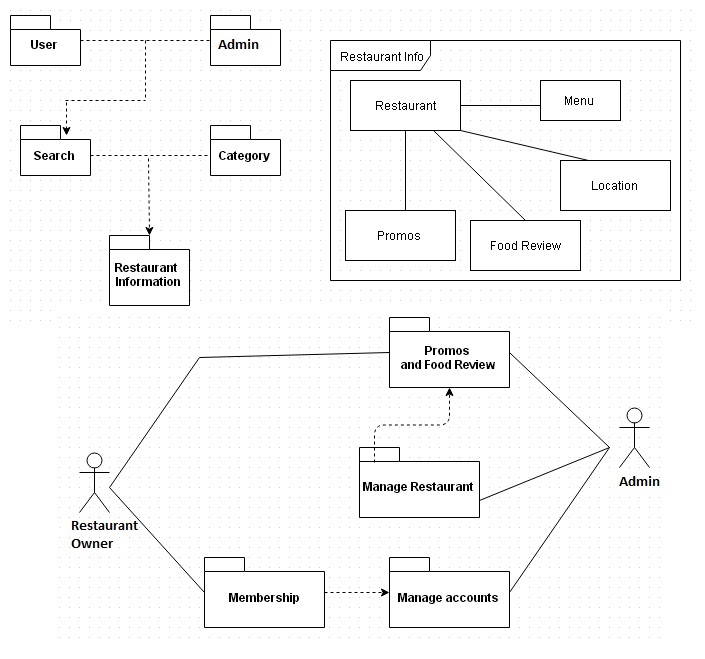 User
Admin
Search
Category
Restaurant
Information
Restaurant Info
Restaurant
Menu
Location
Promos
Food Review
Promos
and Food Review
Manage Restaurant
Restaurant
Owner
Admin
Membership
Manage accounts